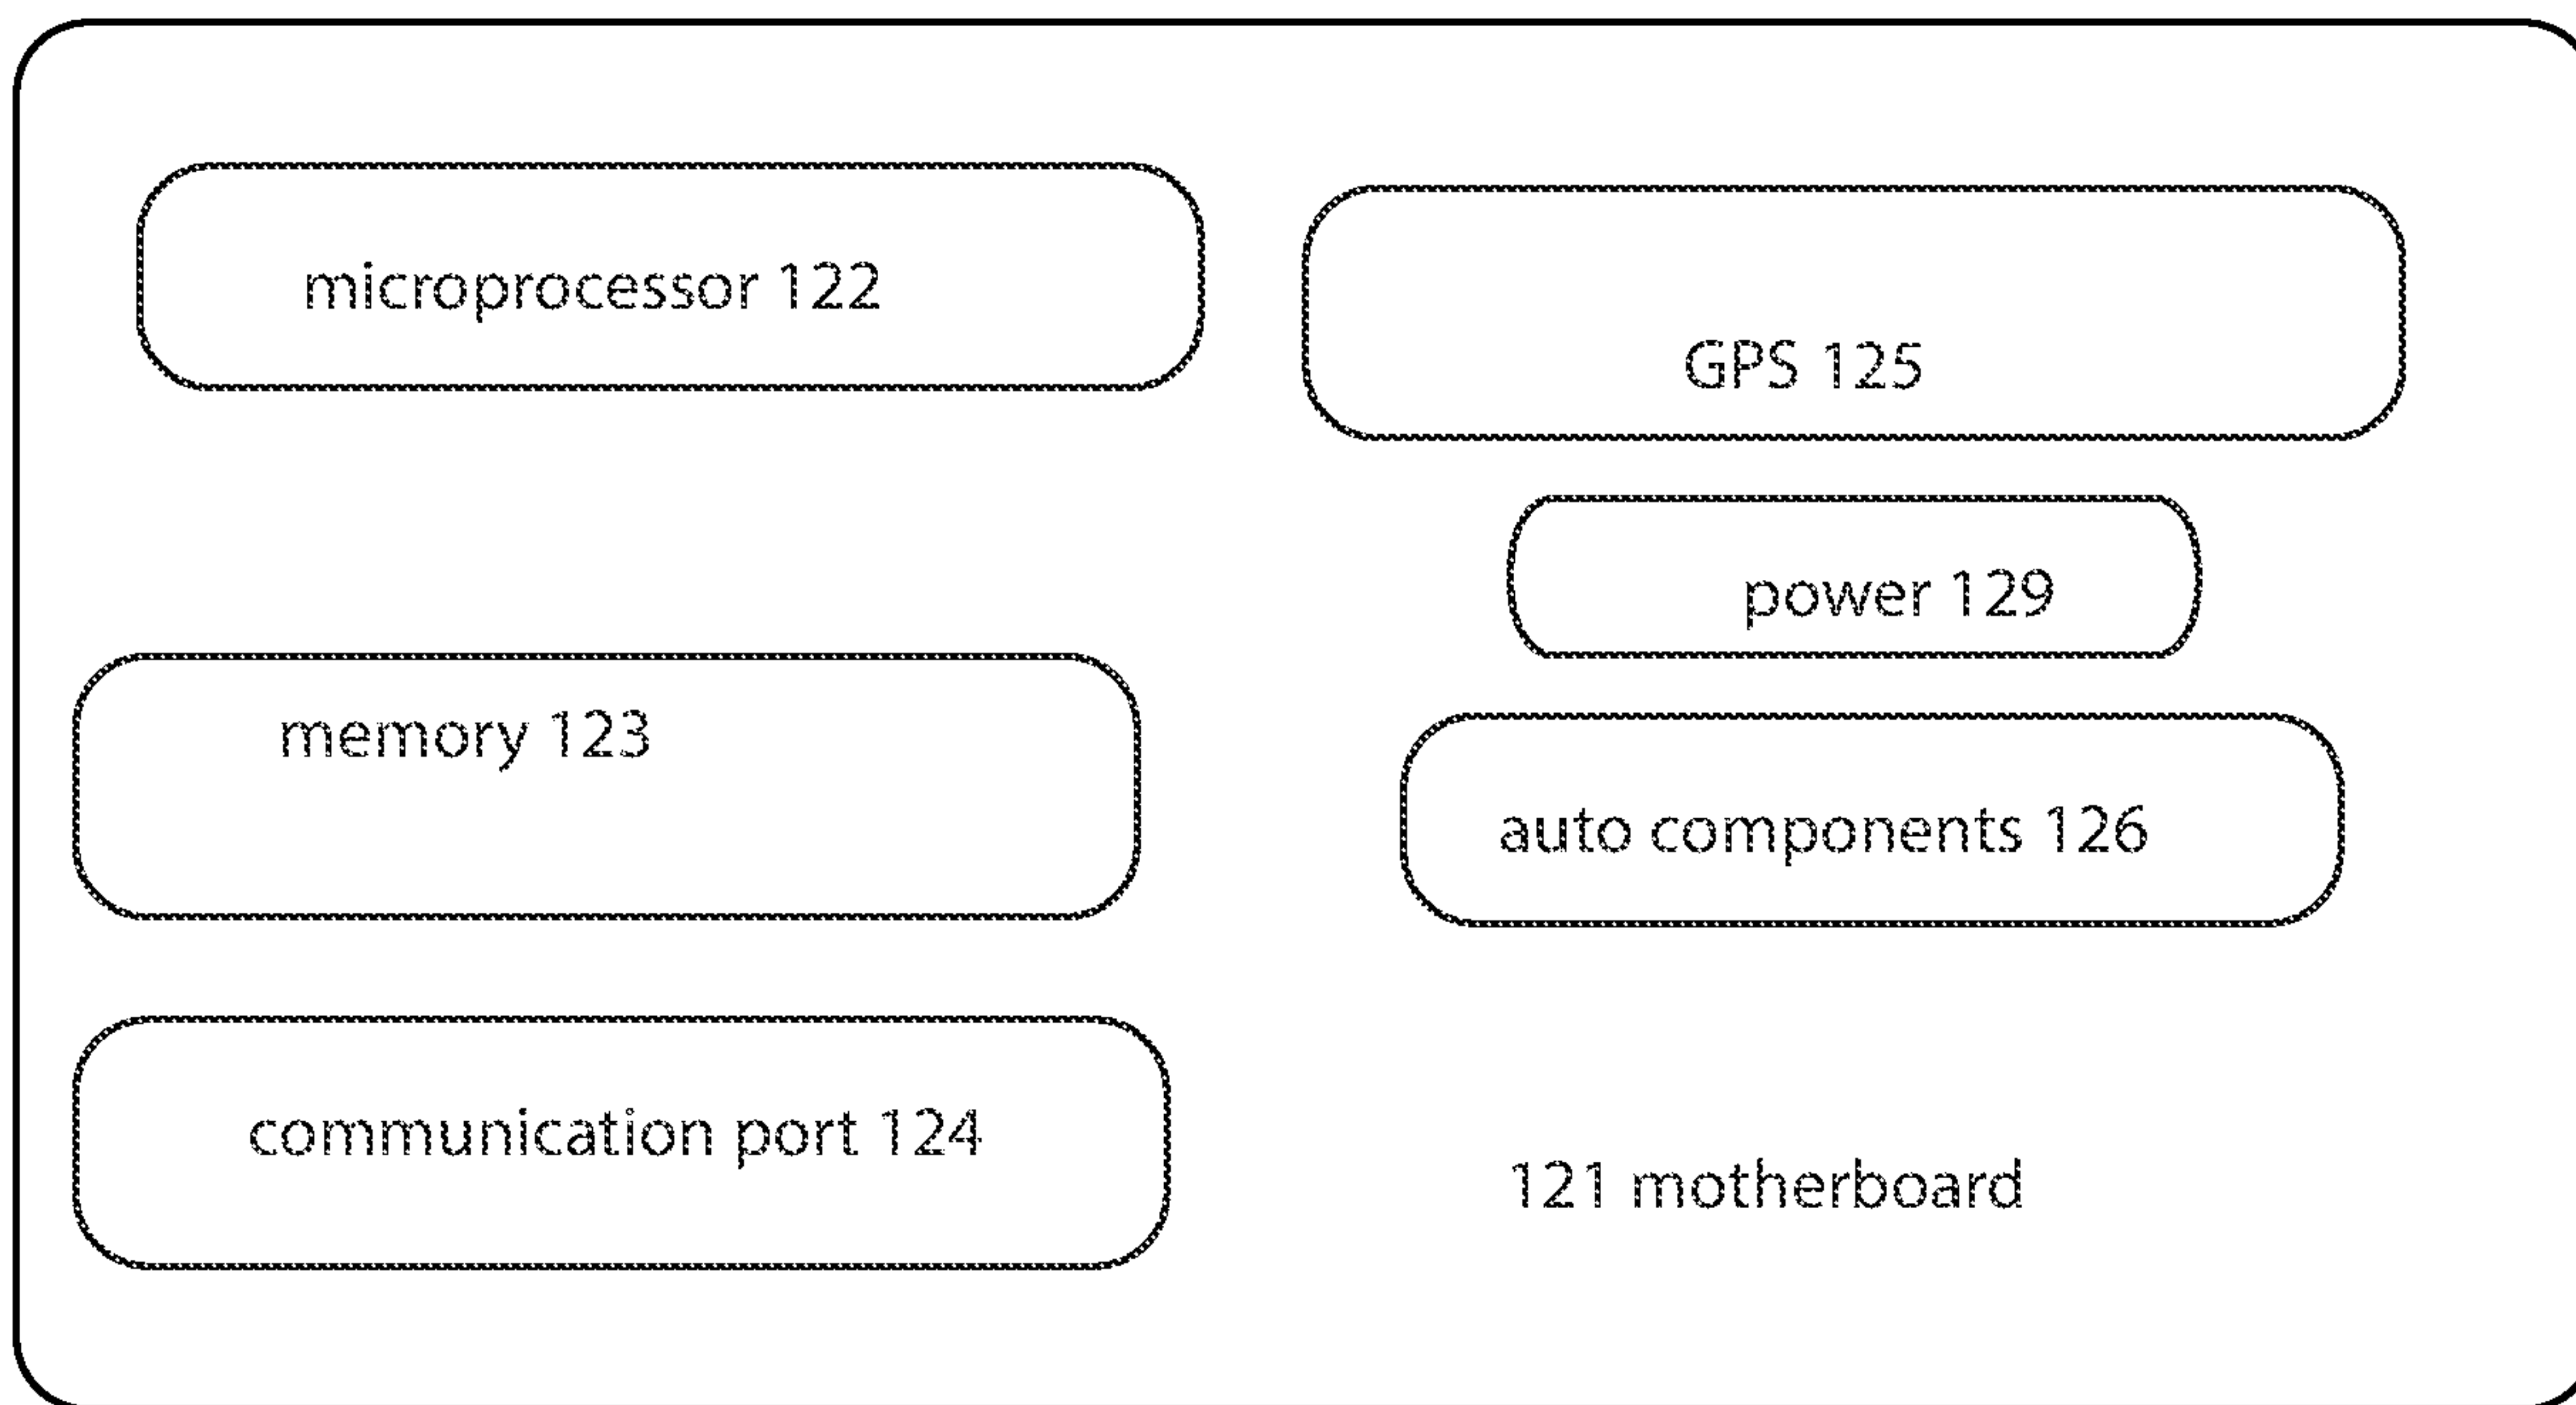 microprocessor 122
GPS 125
power 129
memory 123
auto components 126
communication port 124
121 motherboard